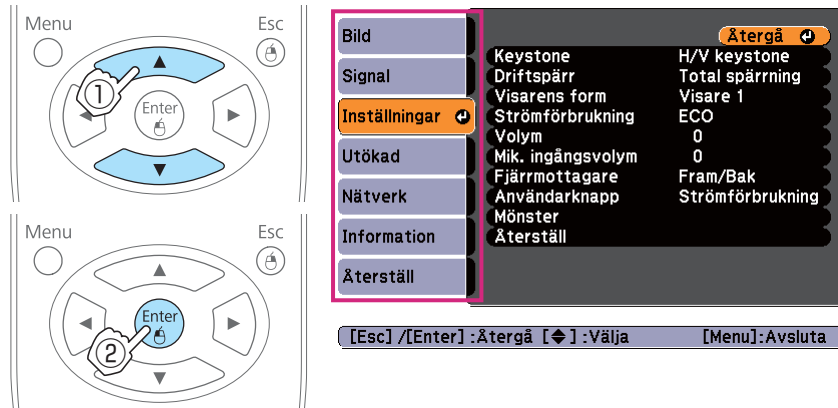 Menu
Esc
Enter
1
Menu
Esc
Enter
2
Bild
Signal
Inställningar
Utökad
Nätverk
Information
Återställ
Återgå
Keystone H/V keystone
Driftspärr Total spärrning
Visarens form Visare 1
Strömförbrukning ECO
Volym 0
Mik. ingångsvolym 0
Fjärrmottagare Fram/Bak
Användarknapp Strömförbrukning
Mönster
Återställ
[Esc] /[Enter] :Återgå [◆] :Välja [Menu]:Avsluta